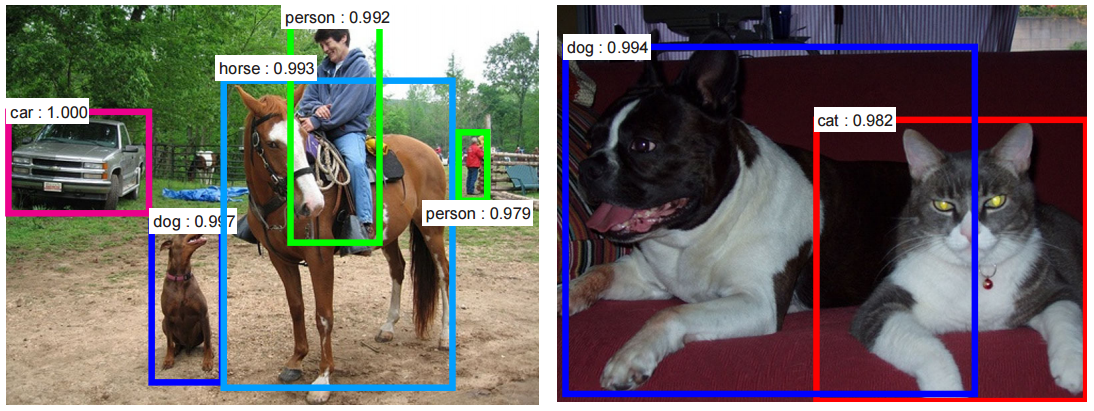 person : 0.992
horse : 0.993
car : 1.000
dog : 0.997
person : 0.979
dog : 0.994
cat : 0.982